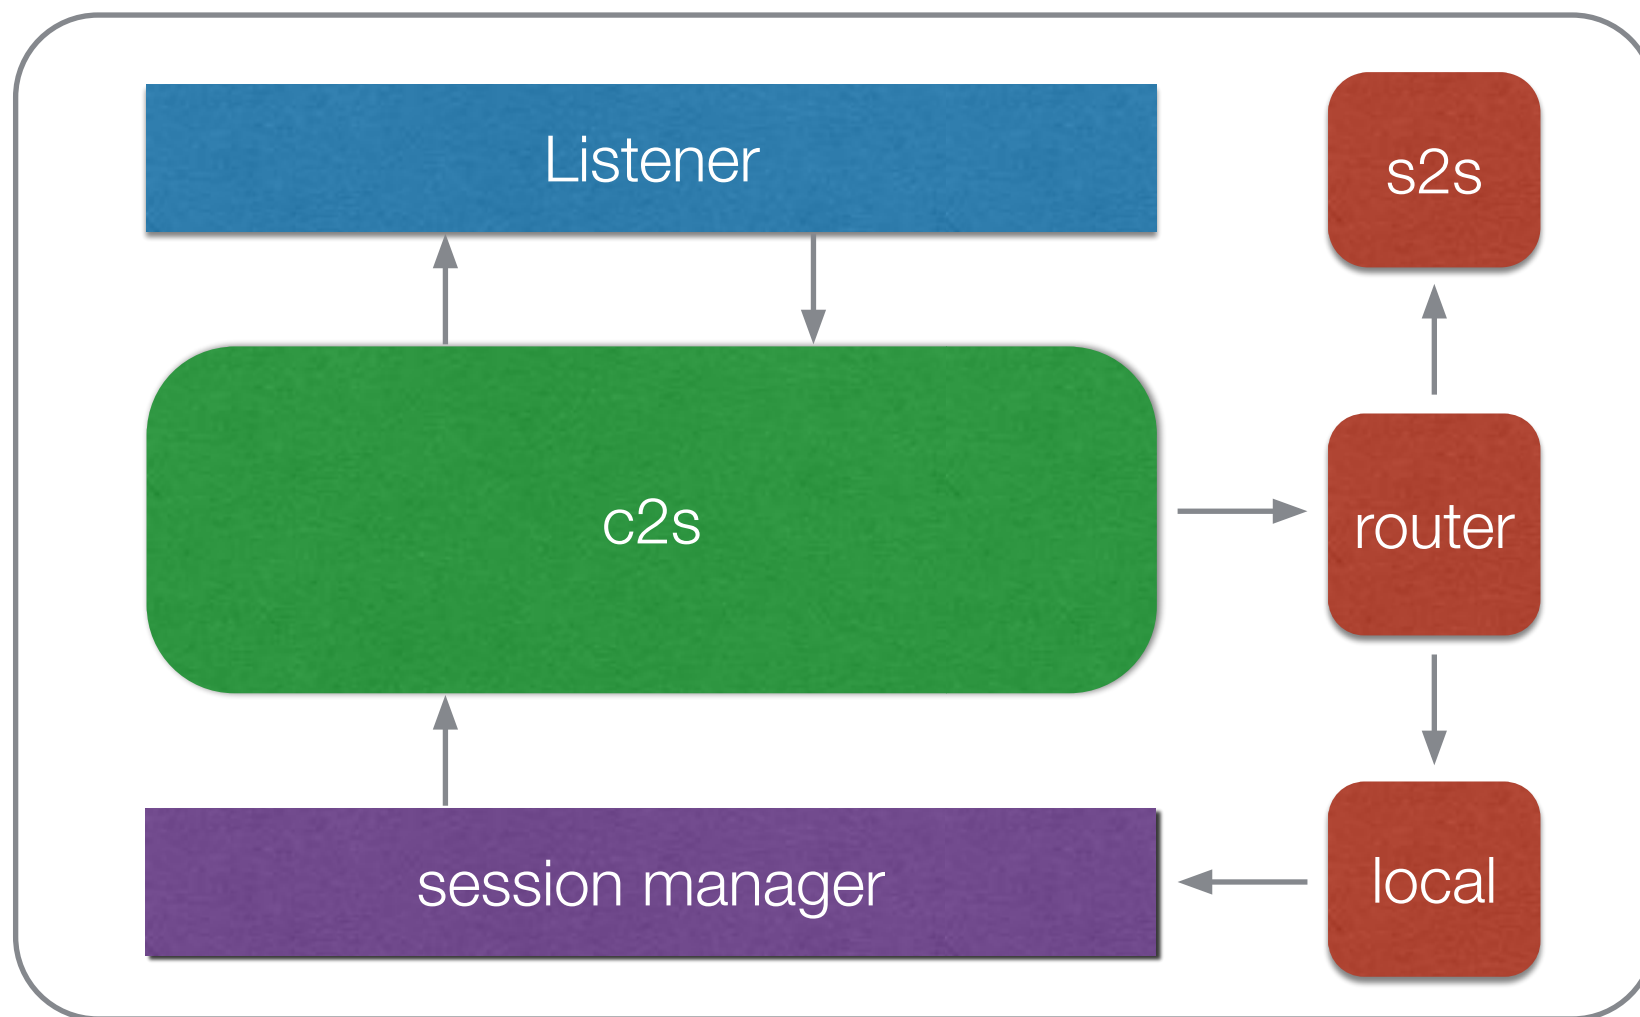 Listener
s2s
c2s
router
session manager
local